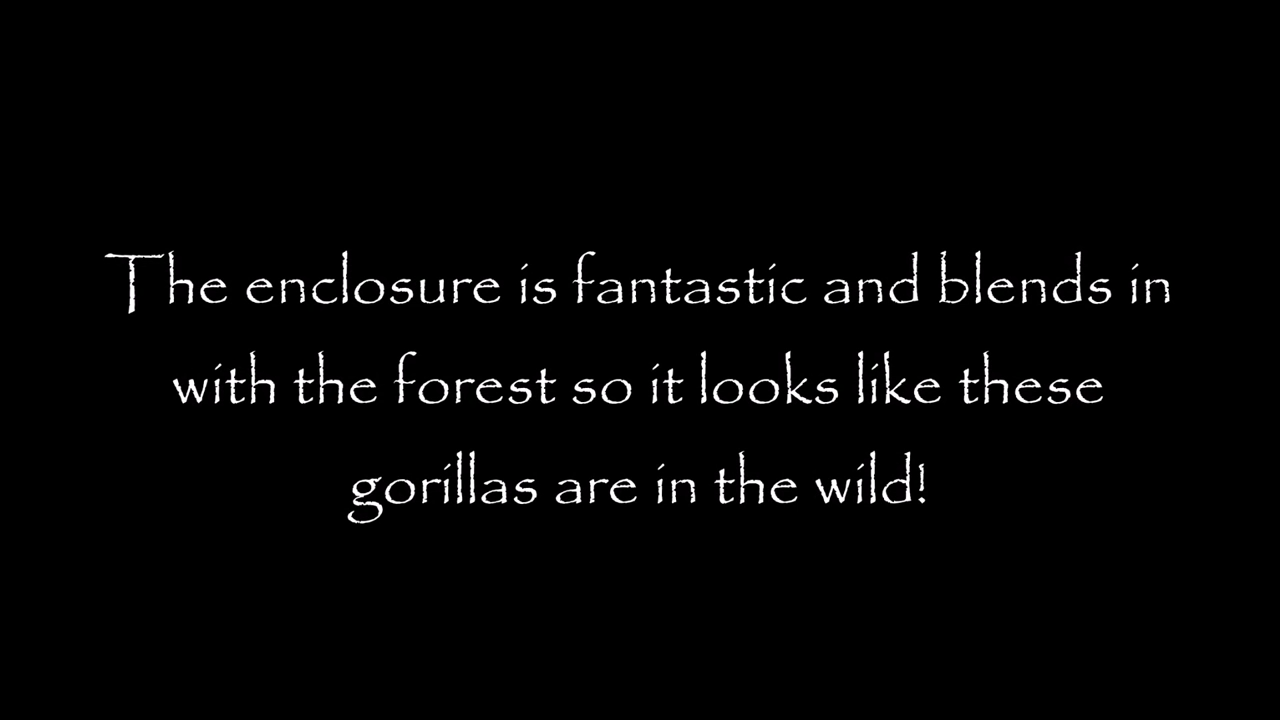 The enclosure is fantastic and blends in
with the forest so it looks like these
gorillas are in the wild!